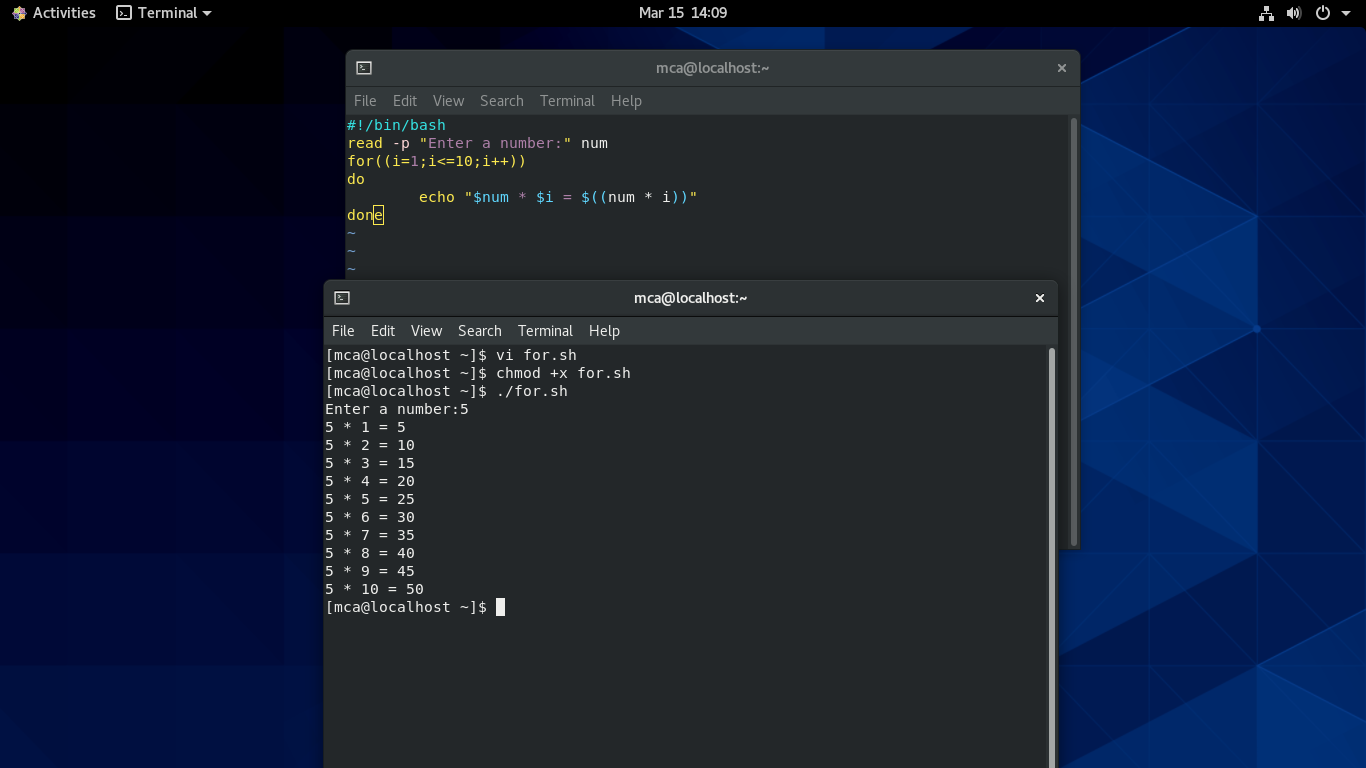 Activities Terminal Mar 15 14:09
mca@localhost:~
File Edit View Search Terminal Help
#!/bin/bash
read -p "Enter a number:" num
for((i=1;i<=10;i++))
do
        echo "$num * $i = $((num * i))"
done
~
~
~
mca@localhost:~
File Edit View Search Terminal Help
[mca@localhost ~]$ vi for.sh
[mca@localhost ~]$ chmod +x for.sh
[mca@localhost ~]$ ./for.sh
Enter a number:5
5 * 1 = 5
5 * 2 = 10
5 * 3 = 15
5 * 4 = 20
5 * 5 = 25
5 * 6 = 30
5 * 7 = 35
5 * 8 = 40
5 * 9 = 45
5 * 10 = 50
[mca@localhost ~]$